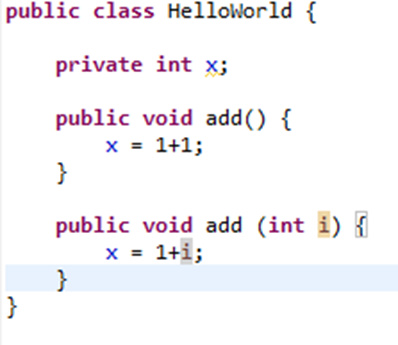 public class HelloWorld {
private int x;
public void add() {
x = 1+1;
}
public void add (int i) {
x = 1+i;
}
}